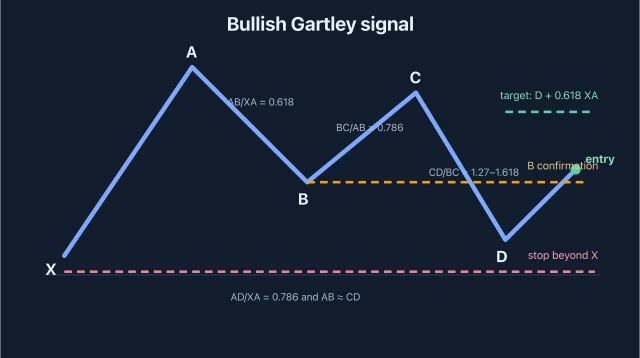 Bullish Gartley signal
A
C
target: D + 0.618 XA
AB/XA = 0.618
BC/AB = 0.786
entry
B confirmation
CD/BC = 1.27–1.618
B
D
stop beyond X
X
AD/XA = 0.786 and AB ≈ CD